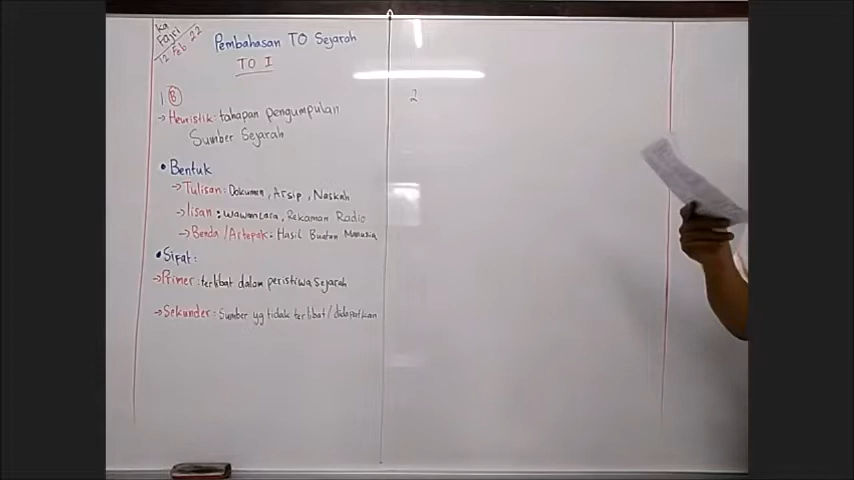 Ka Fajri
12 Feb 22
Pembahasan TO Sejarah
TO I
1 B
→ Heuristik : tahapan pengumpulan
Sumber Sejarah
• Bentuk
→ Tulisan : Dokumen, Arsip, Naskah
→ lisan : wawancara, Rekaman Radio
→ Benda / Artepak : Hasil Buatan Manusia
• Sifat :
→ Primer : terlibat dalam peristiwa sejarah
→ Sekunder : Sumber yg tidak terlibat / didapatkan
2